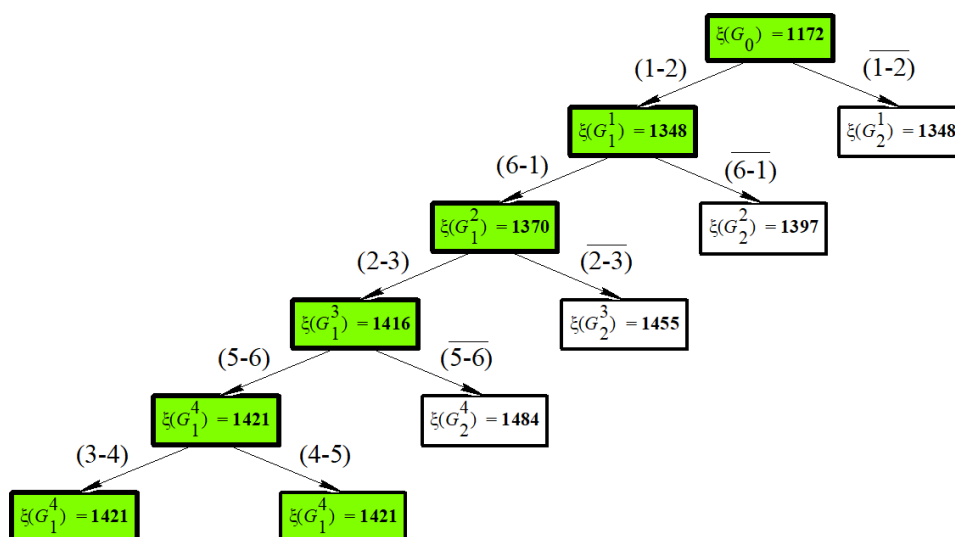 ξ(G₀) = 1172
(1-2) (1̅-̅2̅)
ξ(G₁¹) = 1348 ξ(G₂¹) = 1348
(6-1) (6̅-̅1̅)
ξ(G₁²) = 1370 ξ(G₂²) = 1397
(2-3) (2̅-̅3̅)
ξ(G₁³) = 1416 ξ(G₂³) = 1455
(5-6) (5̅-̅6̅)
ξ(G₁⁴) = 1421 ξ(G₂⁴) = 1484
(3-4) (4-5)
ξ(G₁⁴) = 1421 ξ(G₁⁴) = 1421